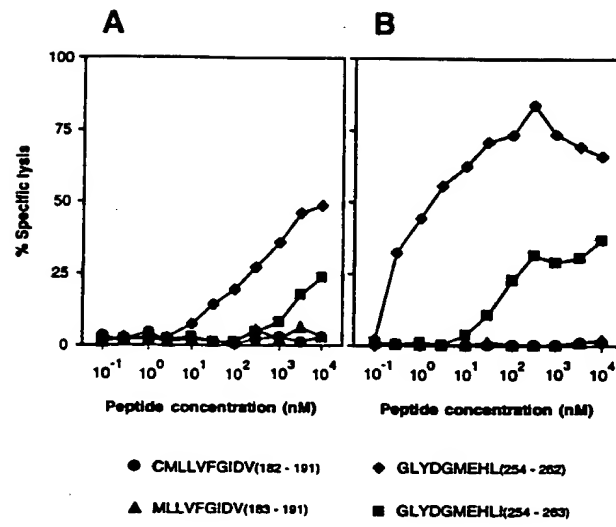 A
B
100
75
50
25
0
% Specific lysis
10-1 100 101 102 103 104
10-1 100 101 102 103 104
Peptide concentration (nM)
Peptide concentration (nM)
CMLLVFGIDV(182 - 191)
GLYDGMEHL(254 - 262)
MLLVFGIDV(183 - 191)
GLYDGMEHLI(254 - 263)